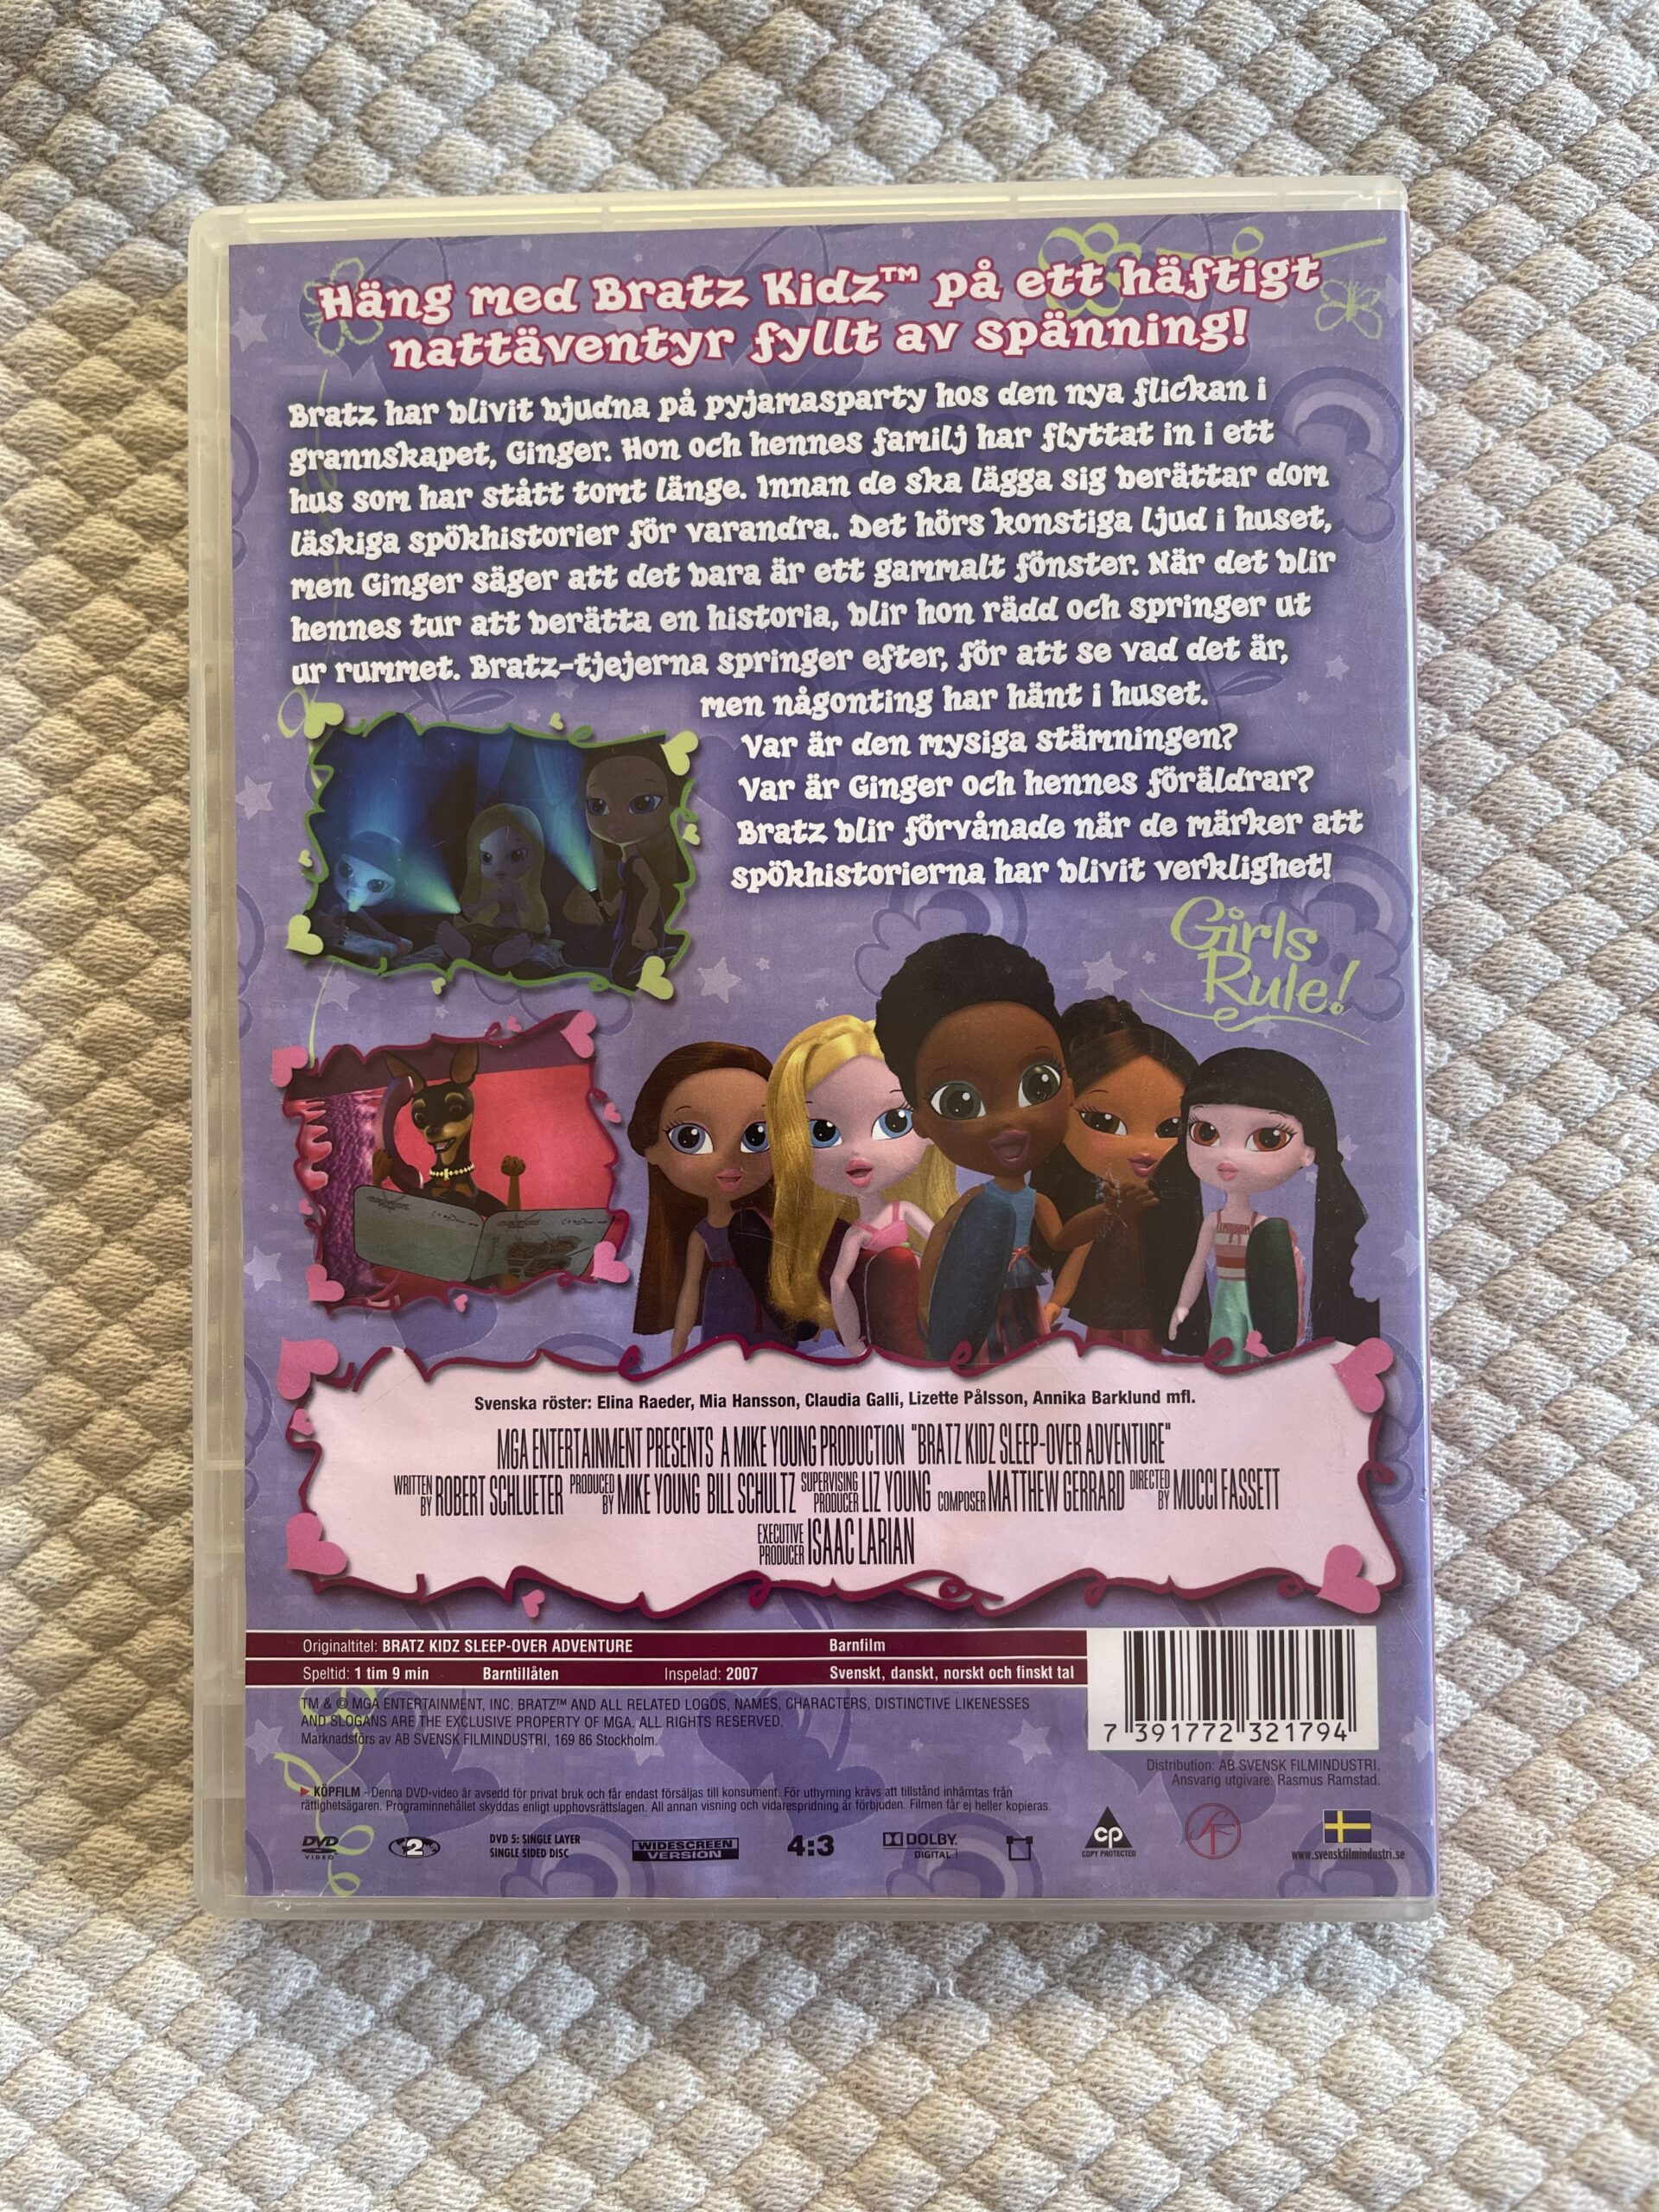 Häng med Bratz Kidz™ på ett häftigt
nattäventyr fyllt av spänning!
Bratz har blivit bjudna på pyjamasparty hos den nya flickan i
grannskapet, Ginger. Hon och hennes familj har flyttat in i ett
hus som har stått tomt länge. Innan de ska lägga sig berättar dom
läskiga spökhistorier för varandra. Det hörs konstiga ljud i huset,
men Ginger säger att det bara är ett gammalt fönster. När det blir
hennes tur att berätta en historia, blir hon rädd och springer ut
ur rummet. Bratz-tjejerna springer efter, för att se vad det är,
men någonting har hänt i huset.
Var är den mysiga stämningen?
Var är Ginger och hennes föräldrar?
Bratz blir förvånade när de märker att
spökhistorierna har blivit verklighet!
Girls
Rule!
Svenska röster: Elina Raeder, Mia Hansson, Claudia Galli, Lizette Pålsson, Annika Barklund mfl.
MGA ENTERTAINMENT PRESENTS A MIKE YOUNG PRODUCTION "BRATZ KIDZ SLEEP-OVER ADVENTURE"
WRITTEN BY ROBERT SCHLUETER PRODUCED BY MIKE YOUNG BILL SCHULTZ SUPERVISING PRODUCER LIZ YOUNG COMPOSER MATTHEW GERRARD DIRECTED BY MUCCI FASSETT
EXECUTIVE PRODUCER ISAAC LARIAN
Originaltitel: BRATZ KIDZ SLEEP-OVER ADVENTURE Barnfilm
Speltid: 1 tim 9 min Barntillåten Inspelad: 2007 Svenskt, danskt, norskt och finskt tal
TM & © MGA ENTERTAINMENT, INC. BRATZ™ AND ALL RELATED LOGOS, NAMES, CHARACTERS, DISTINCTIVE LIKENESSES
AND SLOGANS ARE THE EXCLUSIVE PROPERTY OF MGA. ALL RIGHTS RESERVED.
Marknadsförs av AB SVENSK FILMINDUSTRI, 169 86 Stockholm.
7 391772 321794
Distribution: AB SVENSK FILMINDUSTRI.
Ansvarig utgivare: Rasmus Ramstad.
KÖPFILM - Denna DVD-video är avsedd för privat bruk och får endast försäljas till konsument. För uthyrning krävs att tillstånd inhämtas från
rättighetsägaren. Programinnehållet skyddas enligt upphovsrättslagen. All annan visning och vidarespridning är förbjuden. Filmen får ej heller kopieras.
DVD VIDEO
2
DVD 5: SINGLE LAYER
SINGLE SIDED DISC
WIDESCREEN
VERSION
4:3
DOLBY
DIGITAL
CP
COPY PROTECTED
SF
www.svenskfilmindustri.se